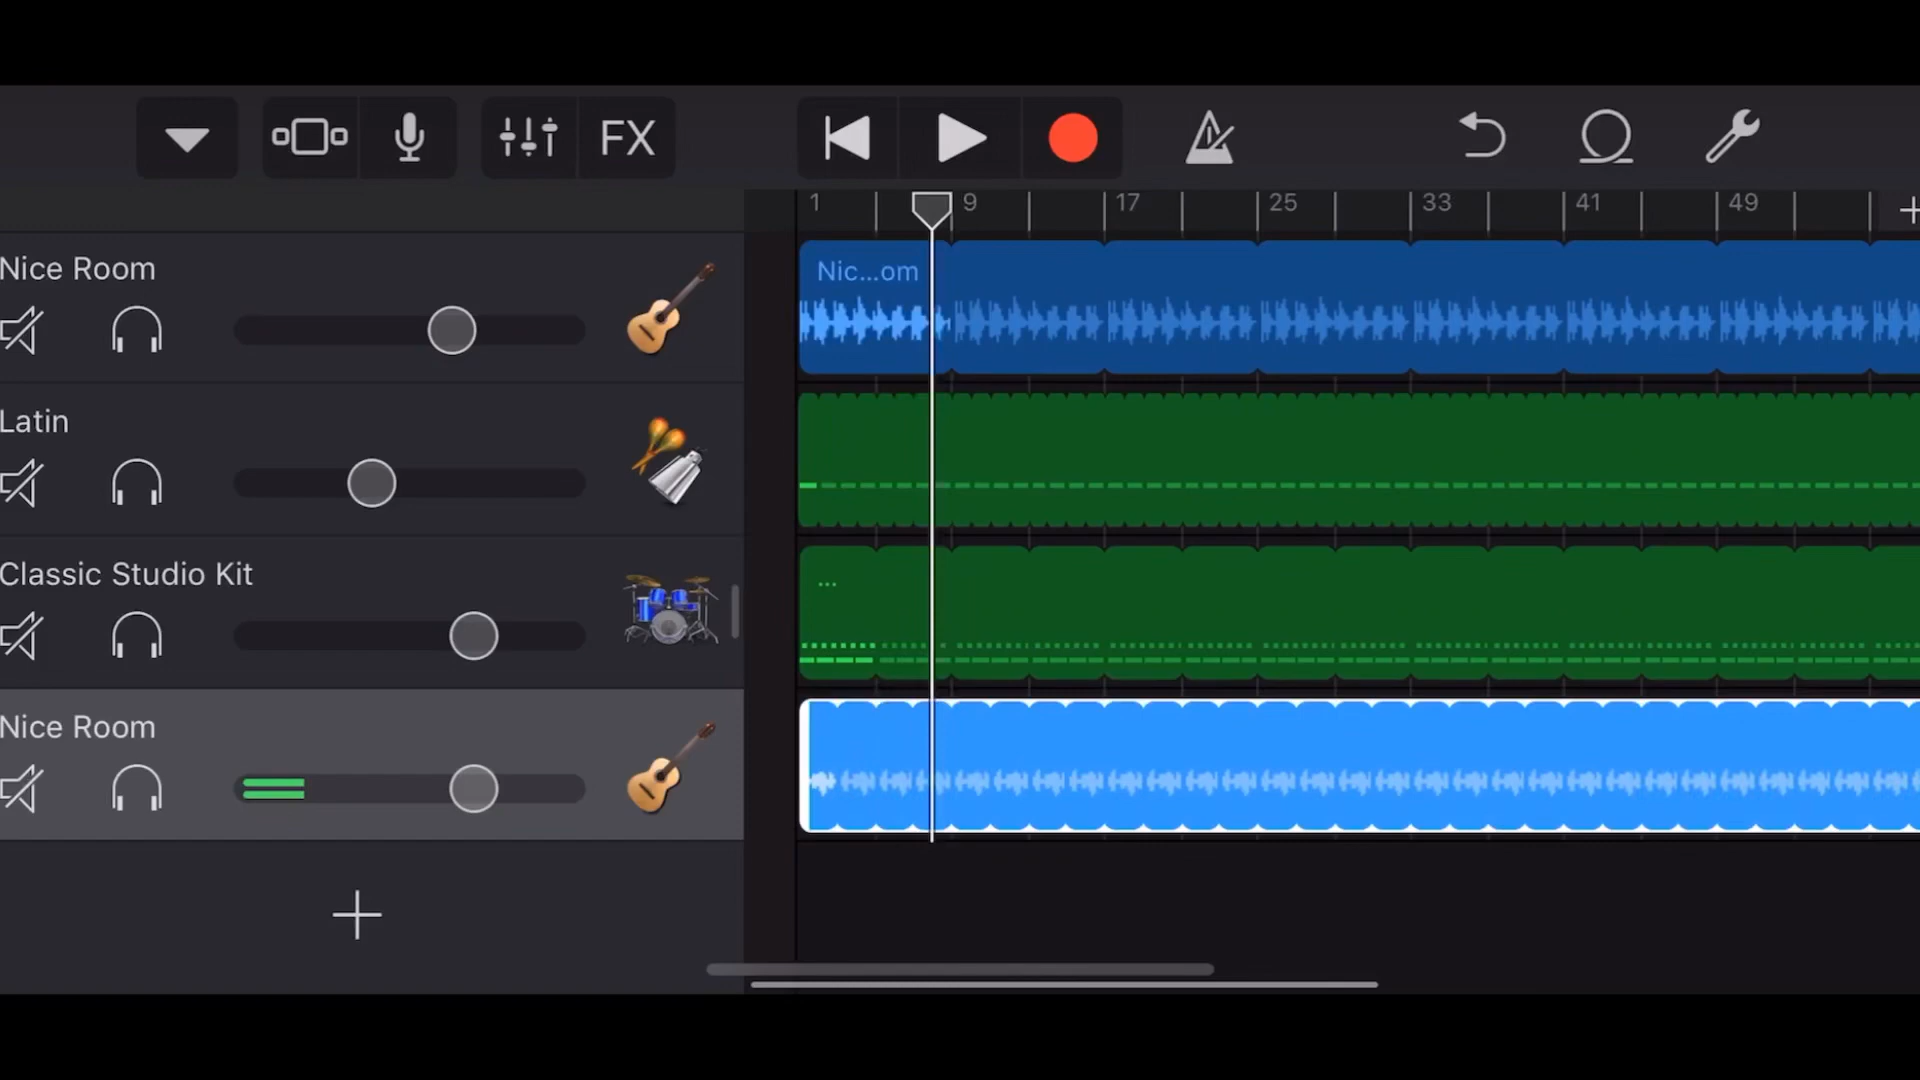 FX
1 9 17 25 33 41 49
Nice Room
Nic...om
Latin
Classic Studio Kit
...
Nice Room